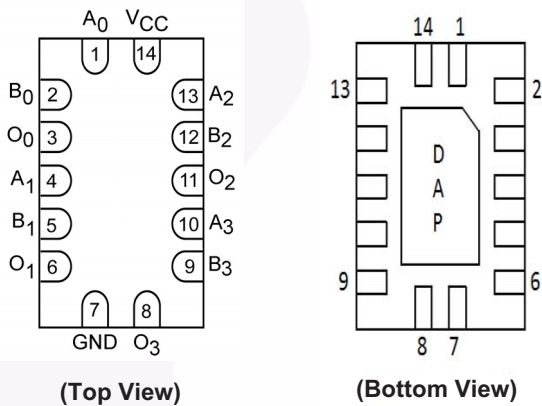 A0 VCC
1 14
B0 2 13 A2
O0 3 12 B2
A1 4 11 O2
B1 5 10 A3
O1 6 9 B3
7 8
GND O3
(Top View)
14 1
13 2
D
A
P
9 6
8 7
(Bottom View)